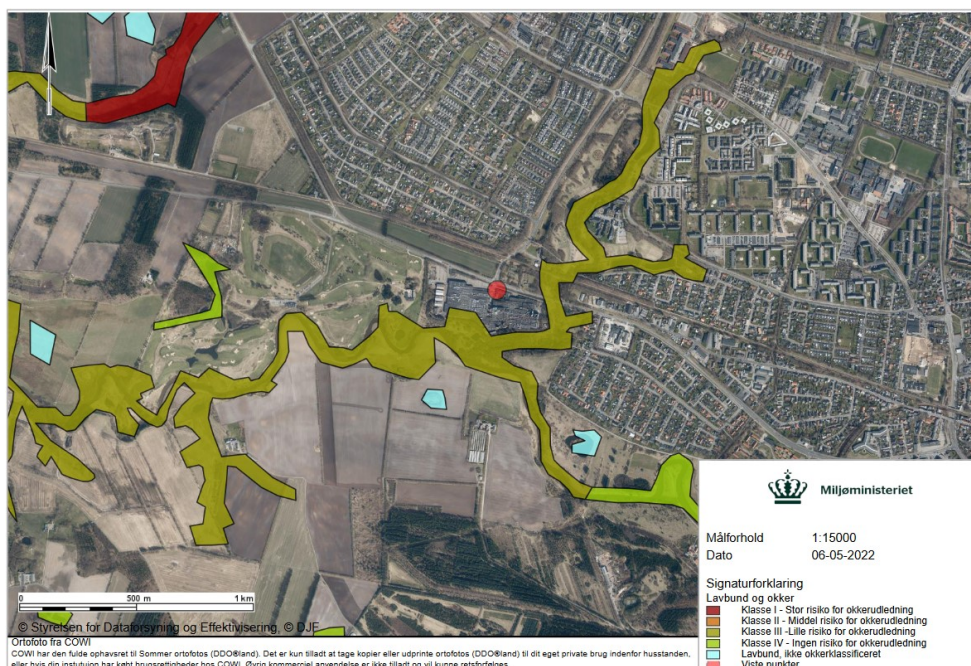 Miljøministeriet
Målforhold 1:15000
Dato 06-05-2022
Signaturforklaring
Lavbund og okker
Klasse I - Stor risiko for okkerudledning
Klasse II - Middel risiko for okkerudledning
Klasse III -Lille risiko for okkerudledning
Klasse IV - Ingen risiko for okkerudledning
Lavbund, ikke okkerklassificeret
Viste punkter
0 500 m 1 km
© Styrelsen for Dataforsyning og Effektivisering, © DJF
Ortofoto fra COWI
COWI har den fulde ophavsret til Sommer ortofotos (DDO®land). Det er kun tilladt at tage kopier eller udprinte ortofotos (DDO®land) til dit eget private brug indenfor husstanden,
eller hvis din instutuion har købt brugsrettigheder hos COWI. Øvrig kommerciel anvendelse er ikke tilladt og vil kunne retsforfølges.